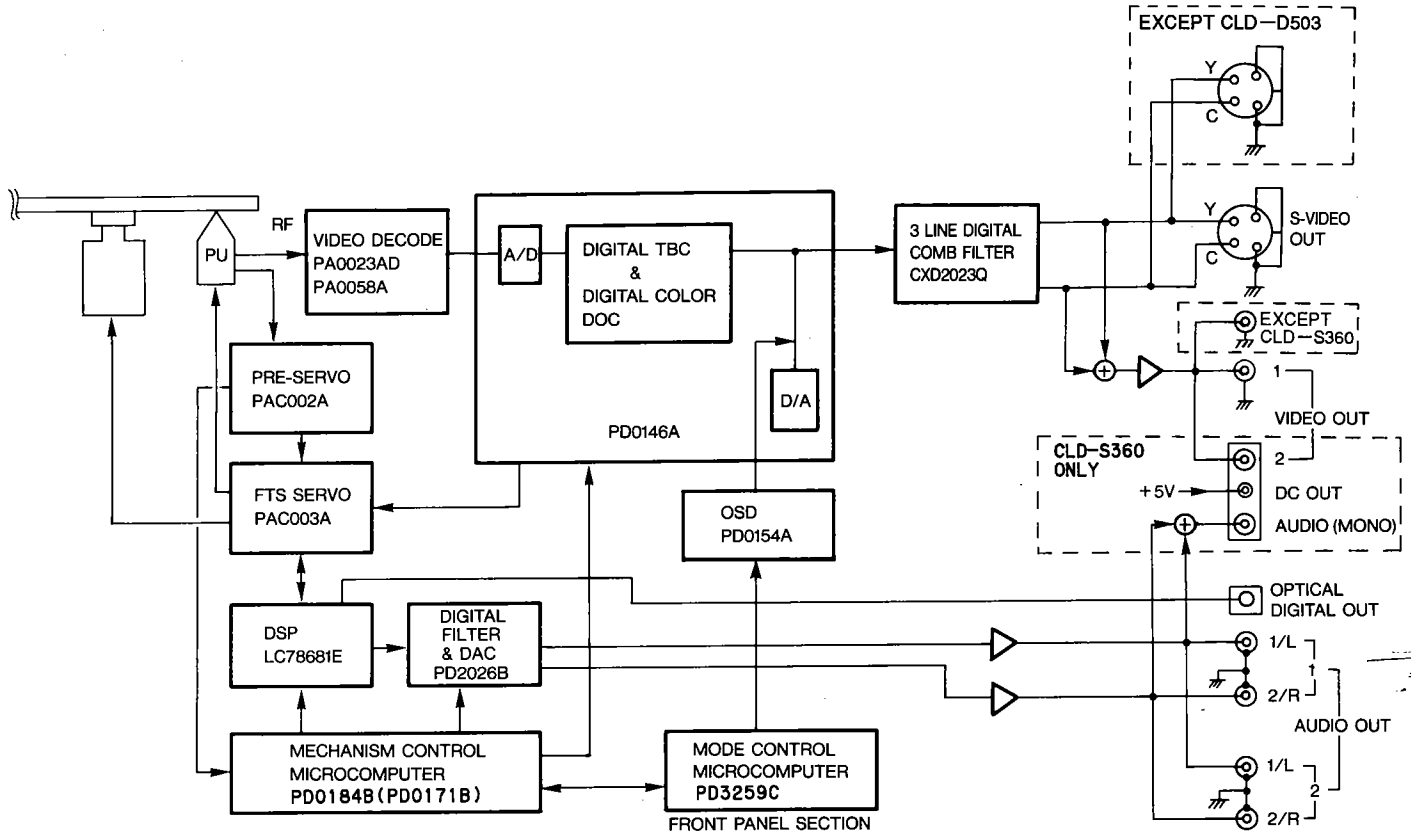 EXCEPT CLD-D503
Y
C
S-VIDEO
OUT
Y
C
RF
PU
VIDEO DECODE
PA0023AD
PA0058A
A/D
DIGITAL TBC
&
DIGITAL COLOR
DOC
D/A
PD0146A
3 LINE DIGITAL
COMB FILTER
CXD2023Q
EXCEPT
CLD-S360
1
VIDEO OUT
2
CLD-S360
ONLY
+5V
DC OUT
AUDIO (MONO)
PRE-SERVO
PAC002A
FTS SERVO
PAC003A
OSD
PD0154A
DSP
LC78681E
DIGITAL
FILTER
& DAC
PD2026B
OPTICAL
DIGITAL OUT
1/L
1
2/R
AUDIO OUT
1/L
2
2/R
MECHANISM CONTROL
MICROCOMPUTER
PD0184B(PD0171B)
MODE CONTROL
MICROCOMPUTER
PD3259C
FRONT PANEL SECTION